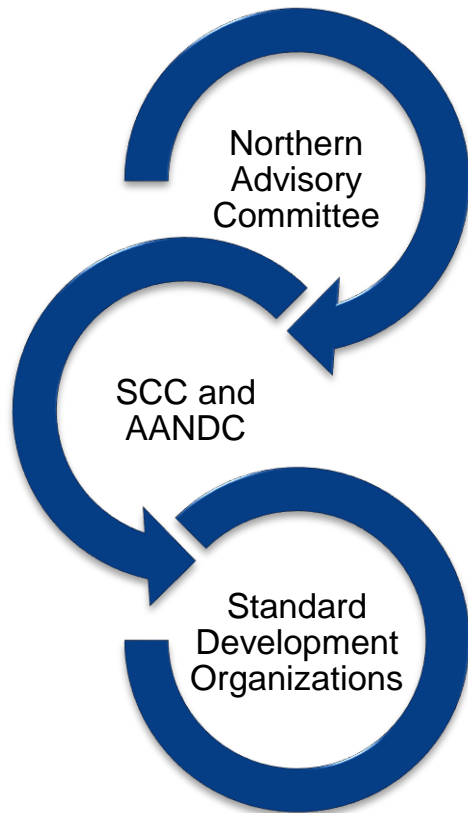 Northern
Advisory
Committee
SCC and
AANDC
Standard
Development
Organizations